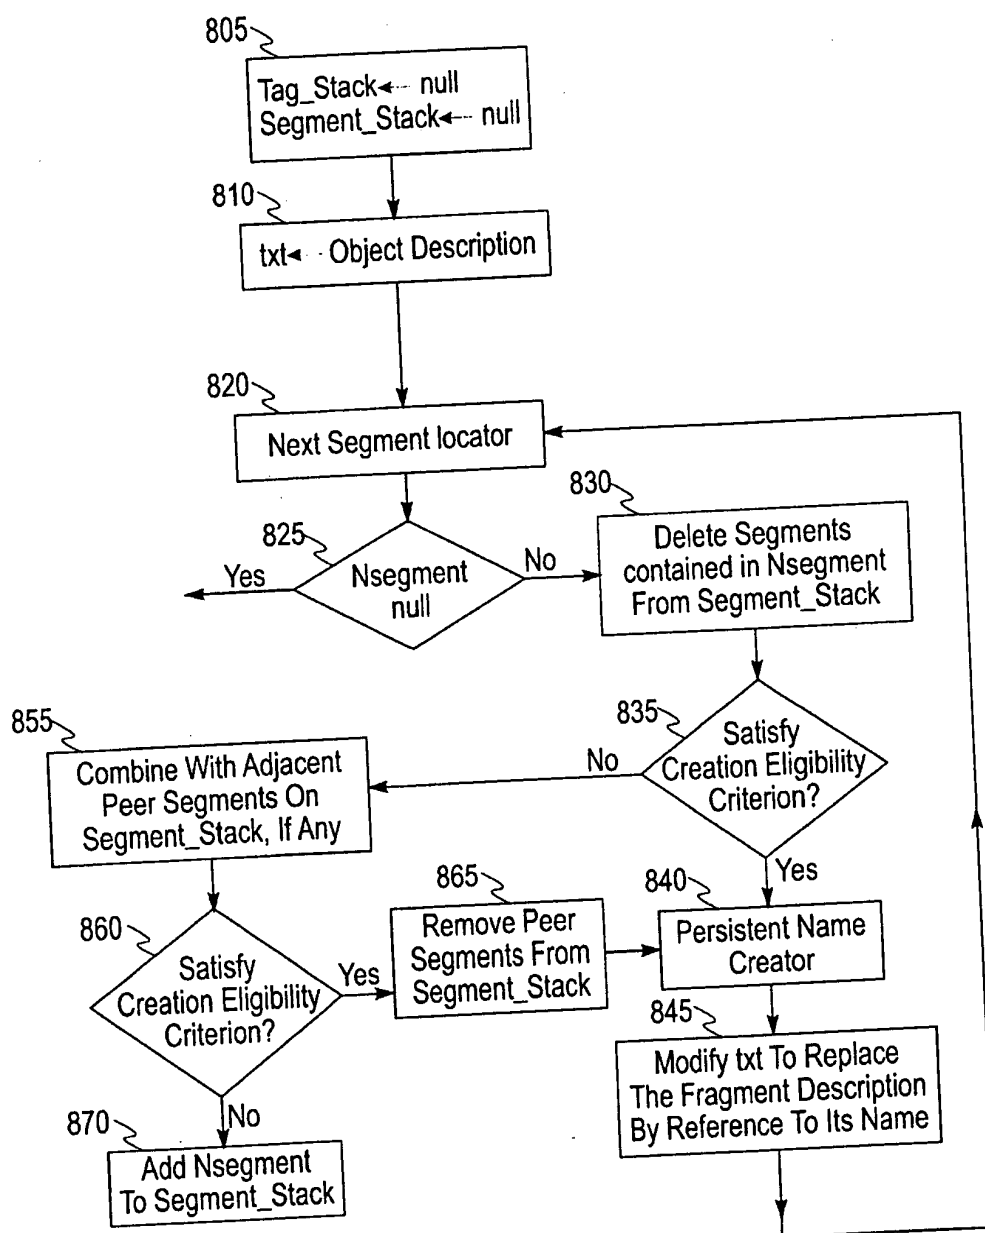 805
Tag_Stack← null
Segment_Stack← null
810
txt← Object Description
820
Next Segment locator
825
Nsegment
null
Yes
No
830
Delete Segments
contained in Nsegment
From Segment_Stack
835
Satisfy
Creation Eligibility
Criterion?
No
Yes
855
Combine With Adjacent
Peer Segments On
Segment_Stack, If Any
860
Satisfy
Creation Eligibility
Criterion?
Yes
No
865
Remove Peer
Segments From
Segment_Stack
840
Persistent Name
Creator
845
Modify txt To Replace
The Fragment Description
By Reference To Its Name
870
Add Nsegment
To Segment_Stack